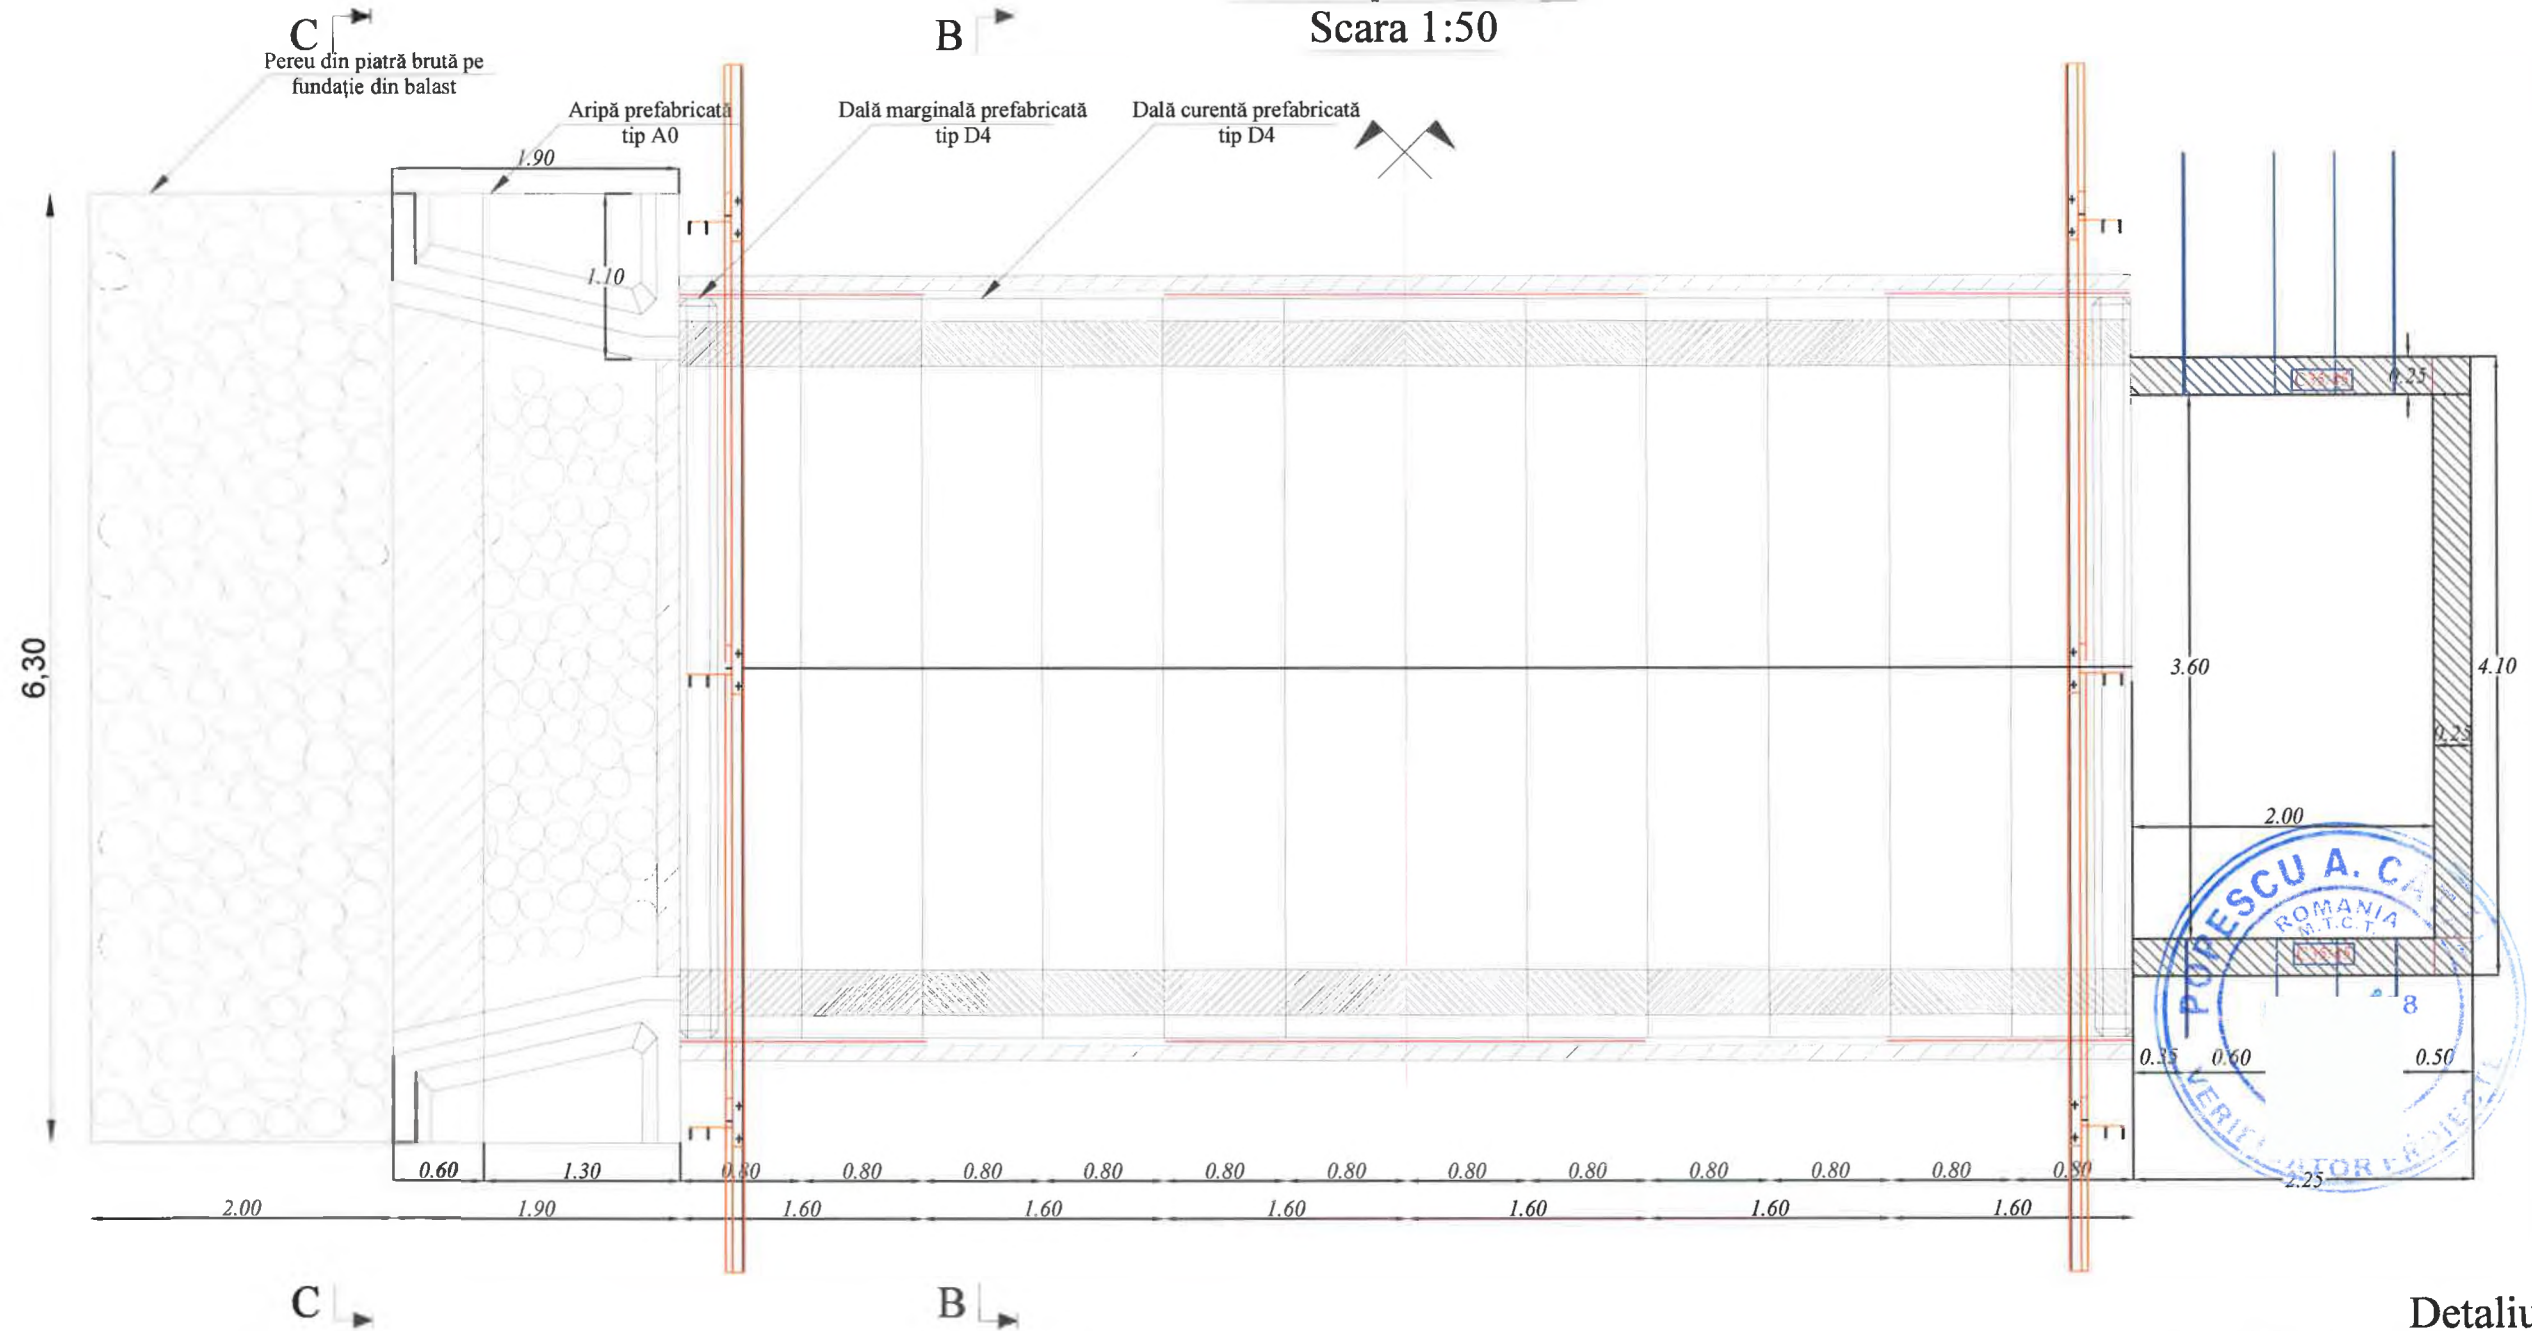 Scara 1:50
C
B
Pereu din piatră brută pe
fundație din balast
Aripă prefabricată
tip A0
Dală marginală prefabricată
tip D4
Dală curentă prefabricată
tip D4
1.90
1.10
0.25
6,30
3.60
4.10
0.25
2.00
POPESCU A.
ROMANIA
M.T.C.T.
8
0.35
0.60
0.50
0.60
1.30
0.80
0.80
0.80
0.80
0.80
0.80
0.80
0.80
0.80
0.80
0.80
0.80
2.25
2.00
1.90
1.60
1.60
1.60
1.60
1.60
1.60
C
B
Detaliu